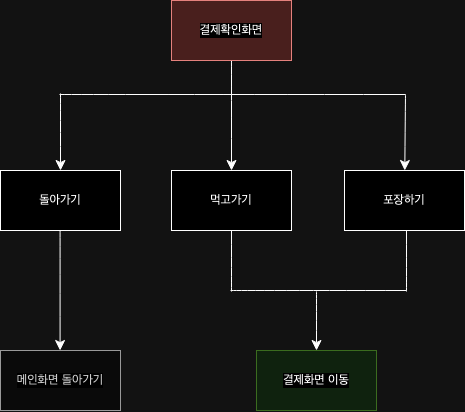 결제확인화면
돌아가기
먹고가기
포장하기
메인화면 돌아가기
결제화면 이동